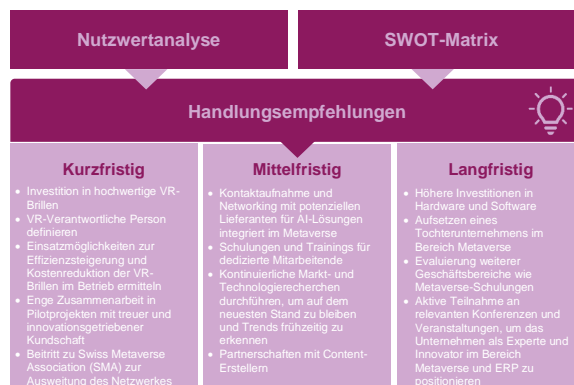 Nutzwertanalyse
SWOT-Matrix
Handlungsempfehlungen
Kurzfristig
• Investition in hochwertige VR-
Brillen
• VR-Verantwortliche Person
definieren
• Einsatzmöglichkeiten zur
Effizienzsteigerung und
Kostenreduktion der VR-
Brillen im Betrieb ermitteln
• Enge Zusammenarbeit in
Pilotprojekten mit treuer und
innovationsgetriebener
Kundschaft
• Beitritt zu Swiss Metaverse
Association (SMA) zur
Ausweitung des Netzwerkes
Mittelfristig
• Kontaktaufnahme und
Networking mit potenziellen
Lieferanten für AI-Lösungen
integriert im Metaverse
• Schulungen und Trainings für
dedizierte Mitarbeitende
• Kontinuierliche Markt- und
Technologierecherchen
durchführen, um auf dem
neuesten Stand zu bleiben
und Trends frühzeitig zu
erkennen
• Partnerschaften mit Content-
Erstellern
Langfristig
• Höhere Investitionen in
Hardware und Software
• Aufsetzen eines
Tochterunternehmens im
Bereich Metaverse
• Evaluierung weiterer
Geschäftsbereiche wie
Metaverse-Schulungen
• Aktive Teilnahme an
relevanten Konferenzen und
Veranstaltungen, um das
Unternehmen als Experte und
Innovator im Bereich
Metaverse und ERP zu
positionieren